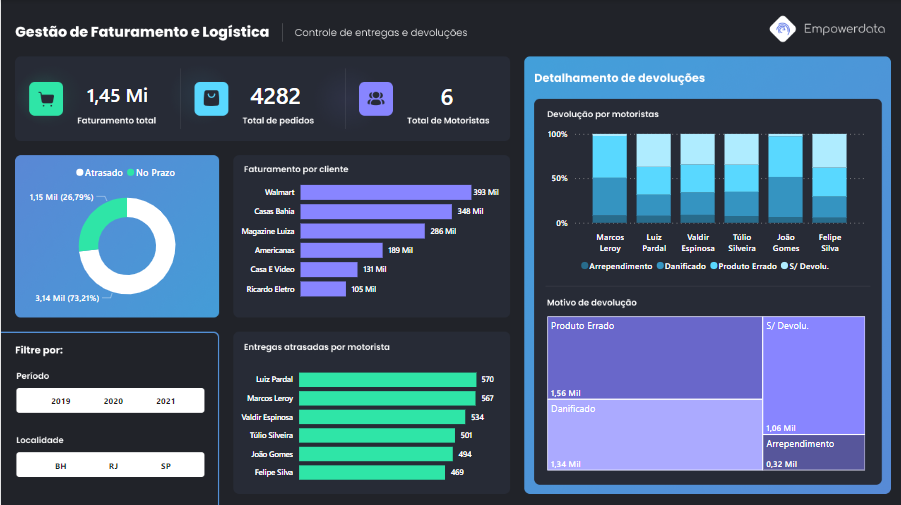 Gestão de Faturamento e Logística
Controle de entregas e devoluções
Empowerdata
1,45 Mi
Faturamento total
4282
Total de pedidos
6
Total de Motoristas
Atrasado No Prazo
1,15 Mil (26,79%)
3,14 Mil (73,21%)
Faturamento por cliente
Walmart 393 Mil
Casas Bahia 348 Mil
Magazine Luiza 286 Mil
Americanas 189 Mil
Casa E Video 131 Mil
Ricardo Eletro 105 Mil
Filtre por:
Período
2019 2020 2021
Localidade
BH RJ SP
Entregas atrasadas por motorista
Luiz Pardal 570
Marcos Leroy 567
Valdir Espinosa 534
Túlio Silveira 501
João Gomes 494
Felipe Silva 469
Detalhamento de devoluções
Devolução por motoristas
100%
50%
0%
Marcos Leroy
Luiz Pardal
Valdir Espinosa
Túlio Silveira
João Gomes
Felipe Silva
Arrependimento Danificado Produto Errado S/ Devolu.
Motivo de devolução
Produto Errado
1,56 Mil
Danificado
1,34 Mil
S/ Devolu.
1,06 Mil
Arrependimento
0,32 Mil